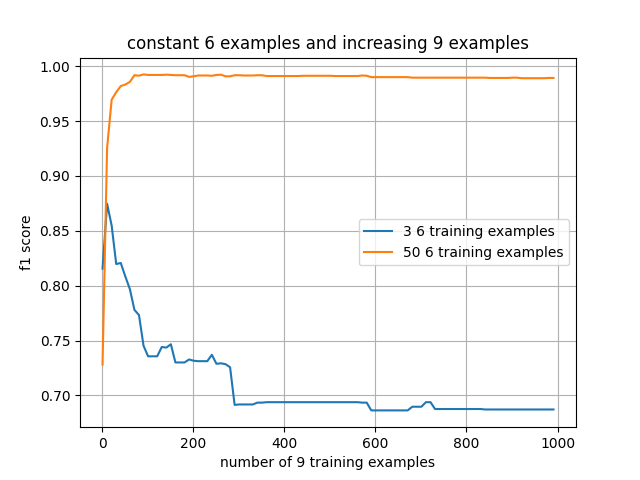 constant 6 examples and increasing 9 examples
1.00
0.95
0.90
0.85
0.80
0.75
0.70
f1 score
3 6 training examples
50 6 training examples
0 200 400 600 800 1000
number of 9 training examples